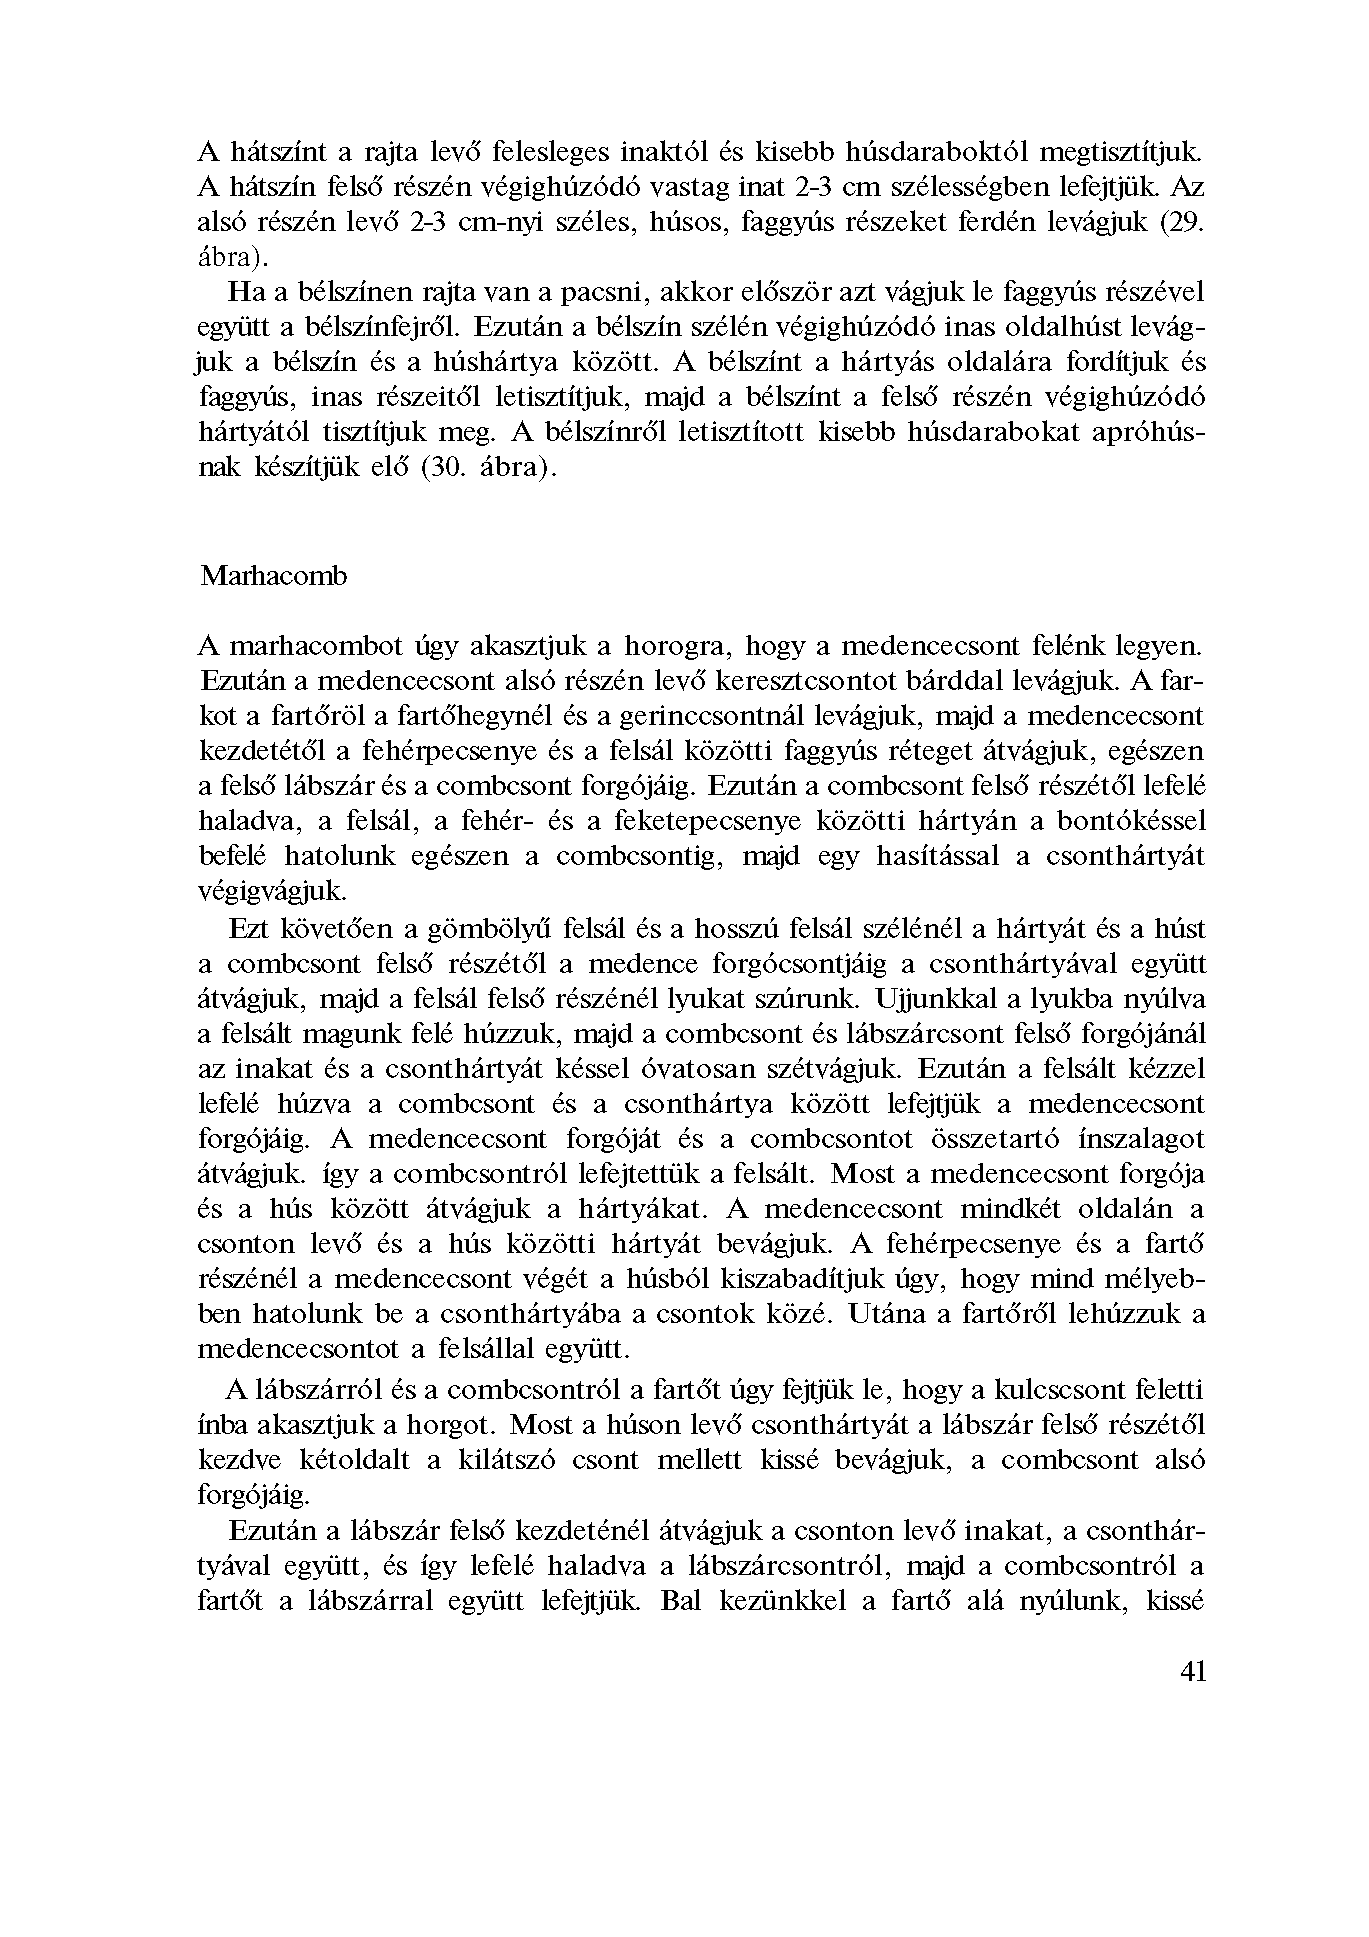 A hátszínt a rajta levő felesleges inaktól és kisebb húsdaraboktól megtisztítjuk.
A hátszín felső részén végighúzódó vastag inat 2-3 cm szélességben lefejtjük. Az
alsó részén levő 2-3 cm-nyi széles, húsos, faggyús részeket ferdén levágjuk (29.
ábra).
Ha a bélszínen rajta van a pacsni, akkor először azt vágjuk le faggyús részével
együtt a bélszínfejről. Ezután a bélszín szélén végighúzódó inas oldalhúst levág-
juk a bélszín és a húshártya között. A bélszínt a hártyás oldalára fordítjuk és
faggyús, inas részeitől letisztítjuk, majd a bélszínt a felső részén végighúzódó
hártyától tisztítjuk meg. A bélszínről letisztított kisebb húsdarabokat apróhús-
nak készítjük elő (30. ábra).
Marhacomb
A marhacombot úgy akasztjuk a horogra, hogy a medencecsont felénk legyen.
Ezután a medencecsont alsó részén levő keresztcsontot bárddal levágjuk. A far-
kot a fartőröl a fartőhegynél és a gerinccsontnál levágjuk, majd a medencecsont
kezdetétől a fehérpecsenye és a felsál közötti faggyús réteget átvágjuk, egészen
a felső lábszár és a combcsont forgójáig. Ezután a combcsont felső részétől lefelé
haladva, a felsál, a fehér- és a feketepecsenye közötti hártyán a bontókéssel
befelé hatolunk egészen a combcsontig, majd egy hasítással a csonthártyát
végigvágjuk.
Ezt követően a gömbölyű felsál és a hosszú felsál szélénél a hártyát és a húst
a combcsont felső részétől a medence forgócsontjáig a csonthártyával együtt
átvágjuk, majd a felsál felső részénél lyukat szúrunk. Ujjunkkal a lyukba nyúlva
a felsált magunk felé húzzuk, majd a combcsont és lábszárcsont felső forgójánál
az inakat és a csonthártyát késsel óvatosan szétvágjuk. Ezután a felsált kézzel
lefelé húzva a combcsont és a csonthártya között lefejtjük a medencecsont
forgójáig. A medencecsont forgóját és a combcsontot összetartó ínszalagot
átvágjuk. így a combcsontról lefejtettük a felsált. Most a medencecsont forgója
és a hús között átvágjuk a hártyákat. A medencecsont mindkét oldalán a
csonton levő és a hús közötti hártyát bevágjuk. A fehérpecsenye és a fartő
részénél a medencecsont végét a húsból kiszabadítjuk úgy, hogy mind mélyeb-
ben hatolunk be a csonthártyába a csontok közé. Utána a fartőről lehúzzuk a
medencecsontot a felsállal együtt.
A lábszárról és a combcsontról a fartőt úgy fejtjük le, hogy a kulcscsont feletti
ínba akasztjuk a horgot. Most a húson levő csonthártyát a lábszár felső részétől
kezdve kétoldalt a kilátszó csont mellett kissé bevágjuk, a combcsont alsó
forgójáig.
Ezután a lábszár felső kezdeténél átvágjuk a csonton levő inakat, a csonthár-
tyával együtt, és így lefelé haladva a lábszárcsontról, majd a combcsontról a
fartőt a lábszárral együtt lefejtjük. Bal kezünkkel a fartő alá nyúlunk, kissé
41